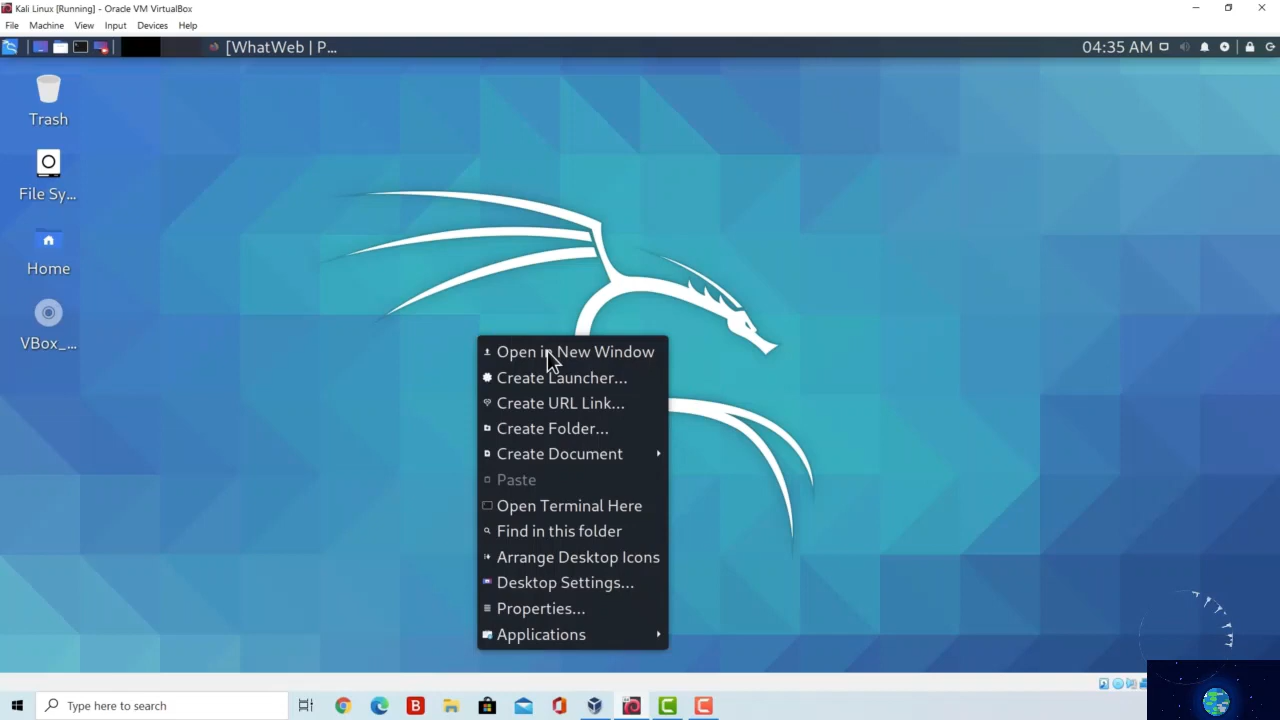 Kali Linux [Running] - Oracle VM VirtualBox
File Machine View Input Devices Help
[WhatWeb | P...
04:35 AM
Trash
File Sy...
Home
VBox_...
Open in New Window
Create Launcher...
Create URL Link...
Create Folder...
Create Document
Paste
Open Terminal Here
Find in this folder
Arrange Desktop Icons
Desktop Settings...
Properties...
Applications
Type here to search